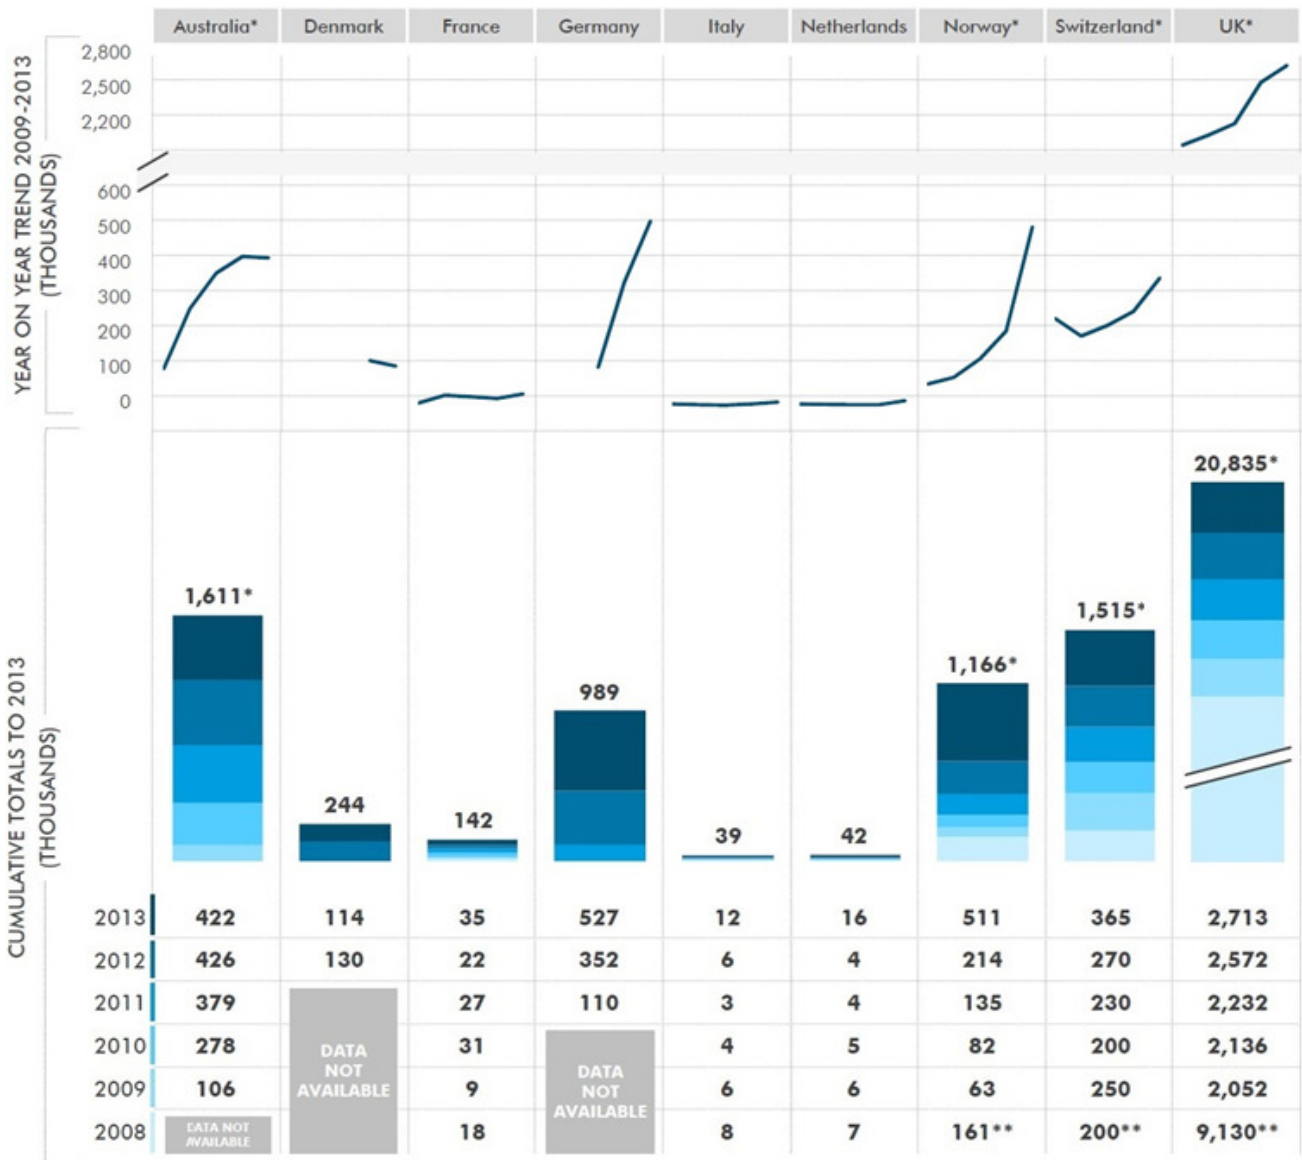 Australia* Denmark France Germany Italy Netherlands Norway* Switzerland* UK*
YEAR ON YEAR TREND 2009-2013
(THOUSANDS)
2,800
2,500
2,200
600
500
400
300
200
100
0
CUMULATIVE TOTALS TO 2013
(THOUSANDS)
1,611*
244
142
989
39
42
1,166*
1,515*
20,835*
2013 422 114 35 527 12 16 511 365 2,713
2012 426 130 22 352 6 4 214 270 2,572
2011 379 27 110 3 4 135 230 2,232
2010 278 31 4 5 82 200 2,136
2009 106 9 6 6 63 250 2,052
2008 18 8 7 161** 200** 9,130**
DATA NOT
AVAILABLE
DATA
NOT
AVAILABLE
DATA
NOT
AVAILABLE